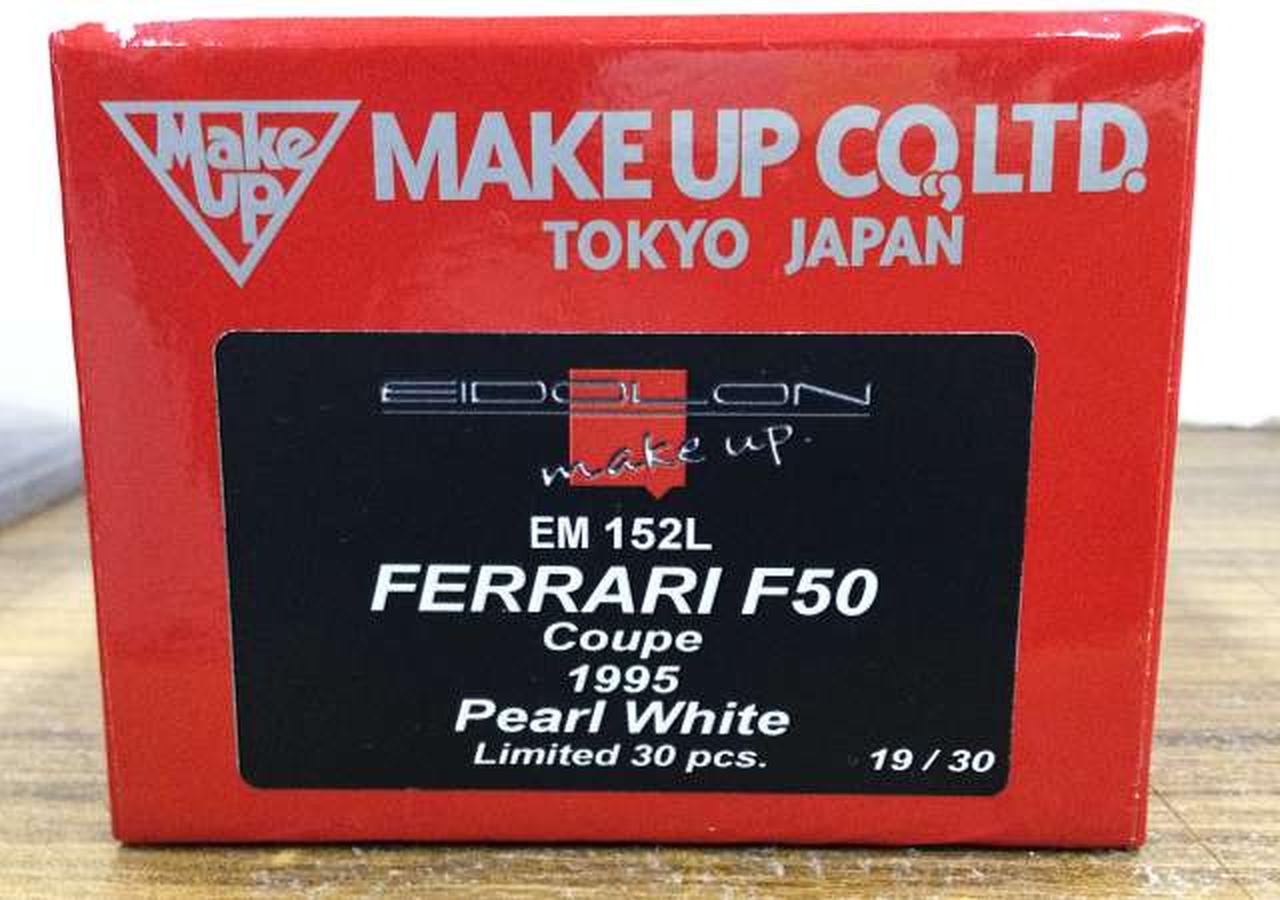 Make
UP
MAKE UP CO.,LTD.
TOKYO JAPAN
EIDOLON
make up.
EM 152L
FERRARI F50
Coupe
1995
Pearl White
Limited 30 pcs.
19 / 30